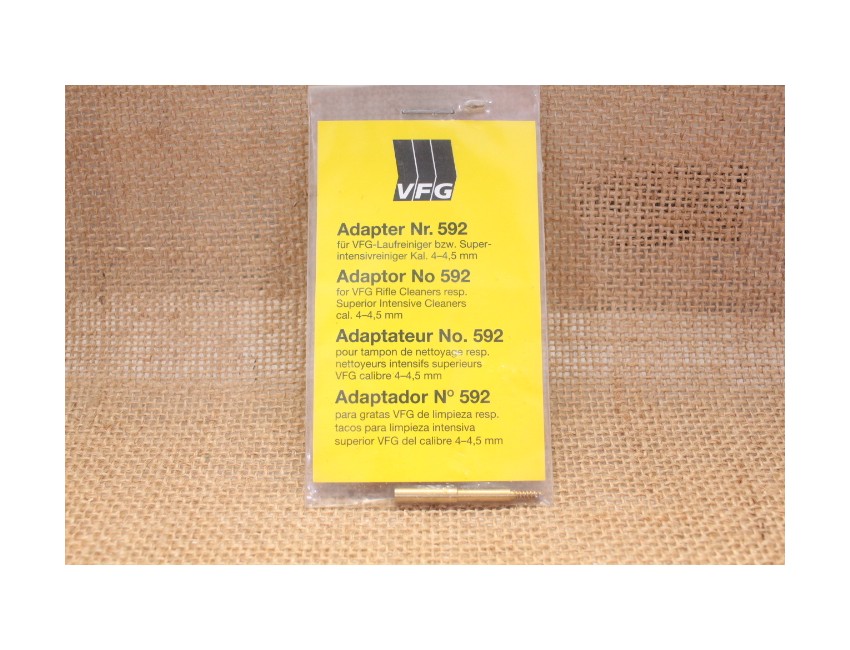 VFG
Adapter Nr. 592
für VFG-Laufreiniger bzw. Super-
intensivreiniger Kal. 4–4,5 mm
Adaptor No 592
for VFG Rifle Cleaners resp.
Superior Intensive Cleaners
cal. 4–4,5 mm
Adaptateur No. 592
pour tampon de nettoyage resp.
nettoyeurs intensifs superieurs
VFG calibre 4–4,5 mm
Adaptador Nº 592
para gratas VFG de limpieza resp.
tacos para limpieza intensiva
superior VFG del calibre 4–4,5 mm